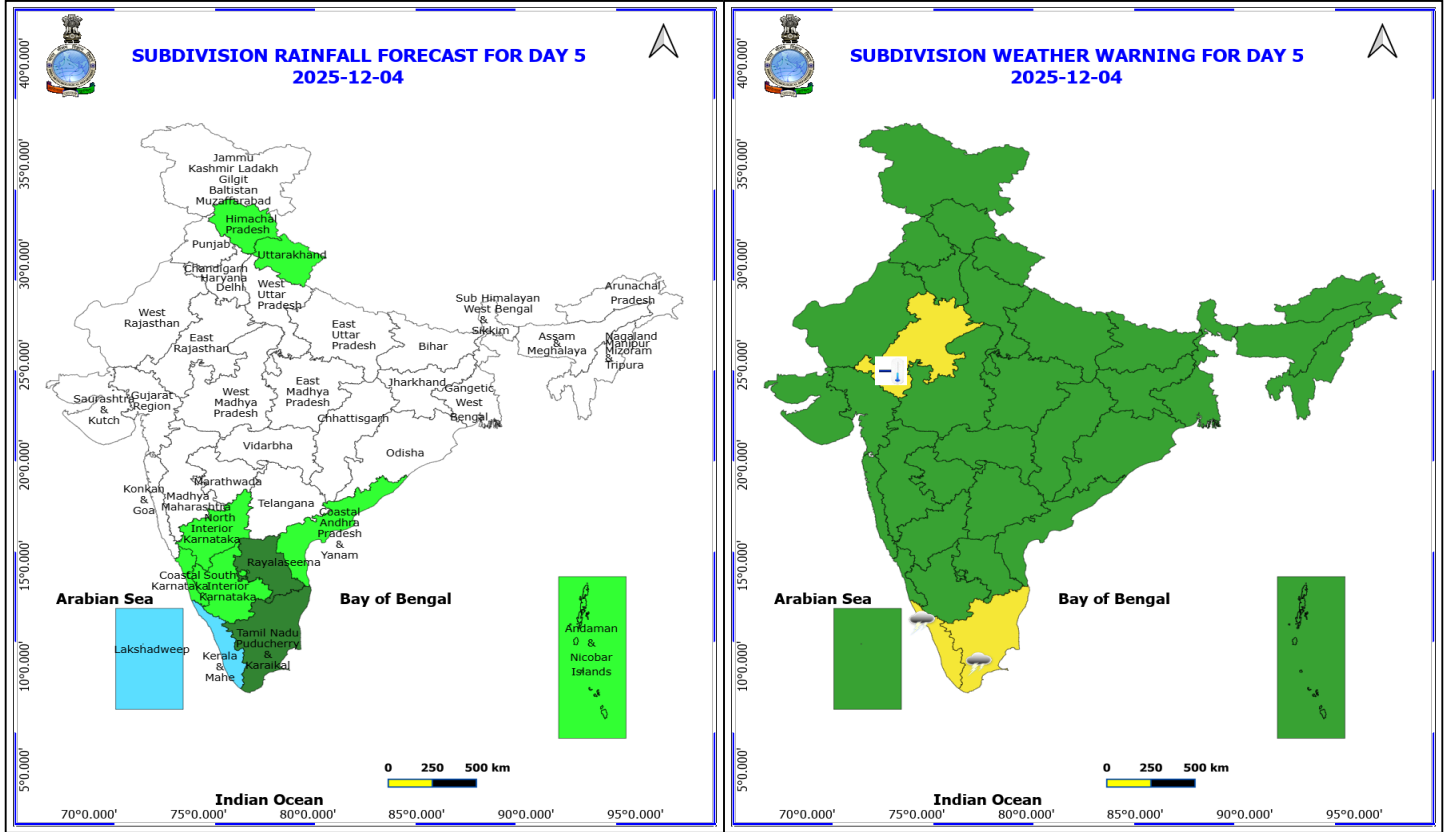 SUBDIVISION RAINFALL FORECAST FOR DAY 5
2025-12-04
40°0.000'
35°0.000'
30°0.000'
25°0.000'
20°0.000'
15°0.000'
10°0.000'
5°0.000'
Jammu
Kashmir Ladakh
Gilgit
Baltistan
Muzaffarabad
Himachal
Pradesh
Punjab
Uttarakhand
Chandigarh
Haryana
Delhi
West
Uttar
Pradesh
Arunachal
Pradesh
Sub Himalayan
West Bengal
&
Sikkim
West
Rajasthan
East
Rajasthan
East
Uttar
Pradesh
Bihar
Assam
&
Meghalaya
Nagaland
Manipur
Mizoram
&
Tripura
Saurashtra
&
Kutch
Gujarat
Region
West
Madhya
Pradesh
East
Madhya
Pradesh
Jharkhand
Gangetic
West
Bengal
Chhattisgarh
Vidarbha
Odisha
Konkan
&
Goa
Madhya
Maharashtra
Marathwada
Telangana
North
Interior
Karnataka
Coastal
Andhra
Pradesh
&
Yanam
Rayalaseema
Coastal
Karnataka
South
Interior
Karnataka
Arabian Sea
Bay of Bengal
Lakshadweep
Kerala
&
Mahe
Tamil Nadu
Puducherry
&
Karaikal
Andaman
&
Nicobar
Islands
0 250 500 km
Indian Ocean
70°0.000' 75°0.000' 80°0.000' 85°0.000' 90°0.000' 95°0.000'
SUBDIVISION WEATHER WARNING FOR DAY 5
2025-12-04
40°0.000'
35°0.000'
30°0.000'
25°0.000'
20°0.000'
15°0.000'
10°0.000'
5°0.000'
Arabian Sea
Bay of Bengal
0 250 500 km
Indian Ocean
70°0.000' 75°0.000' 80°0.000' 85°0.000' 90°0.000' 95°0.000'